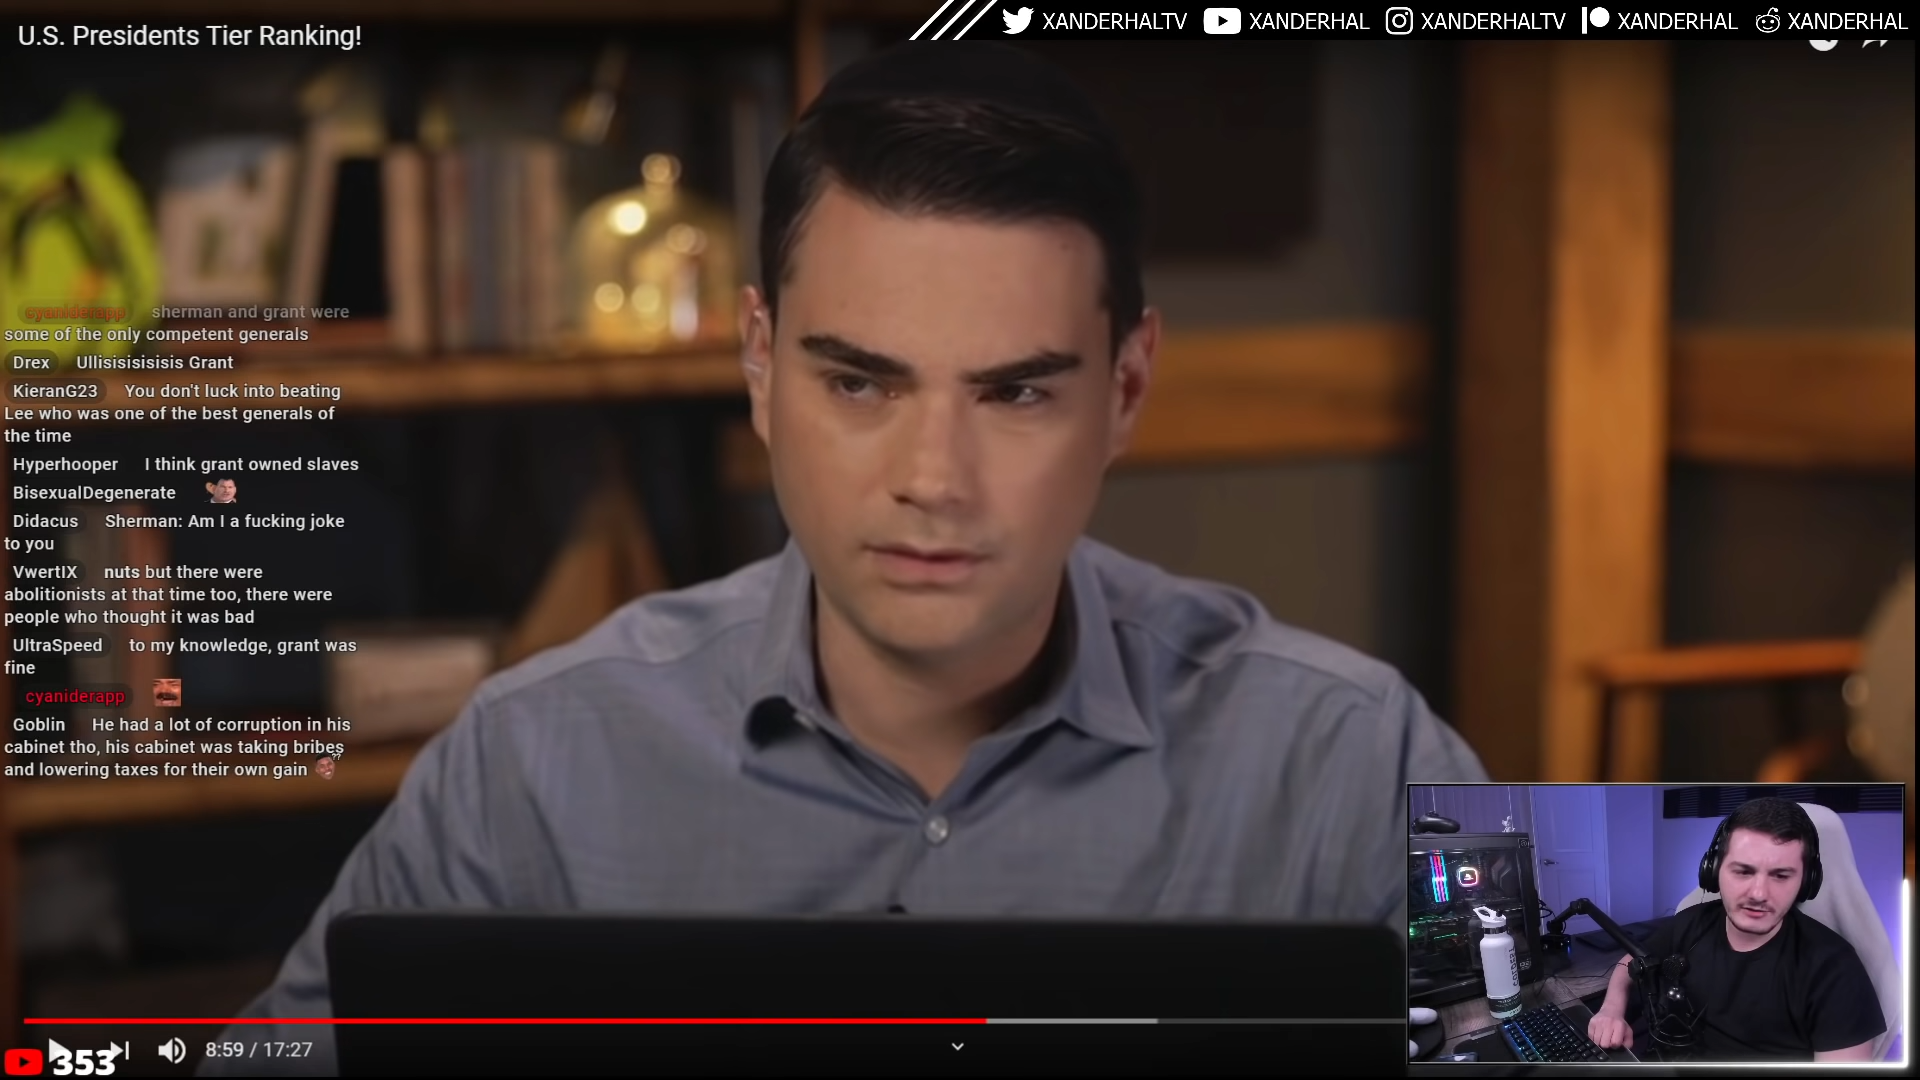 U.S. Presidents Tier Ranking!
XANDERHALTV XANDERHAL XANDERHALTV XANDERHAL XANDERHAL
cyaniderapp sherman and grant were
some of the only competent generals
Drex Ullisisisisisis Grant
KieranG23 You don't luck into beating
Lee who was one of the best generals of
the time
Hyperhooper I think grant owned slaves
BisexualDegenerate
Didacus Sherman: Am I a fucking joke
to you
VwertIX nuts but there were
abolitionists at that time too, there were
people who thought it was bad
UltraSpeed to my knowledge, grant was
fine
cyaniderapp
Goblin He had a lot of corruption in his
cabinet tho, his cabinet was taking bribes
and lowering taxes for their own gain ??
353 8:59 / 17:27